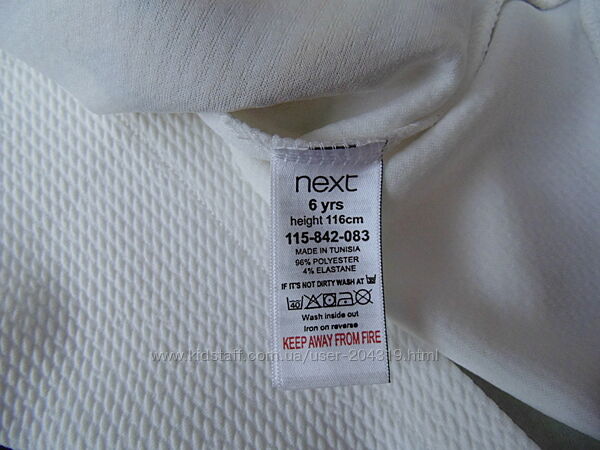 next
6 yrs
height 116cm
115-842-083
MADE IN TUNISIA
96% POLYESTER
4% ELASTANE
IF IT'S NOT DIRTY WASH AT
40
Wash inside out
Iron on reverse
KEEP AWAY FROM FIRE
www.kidstaff.com.ua/user-204319.html